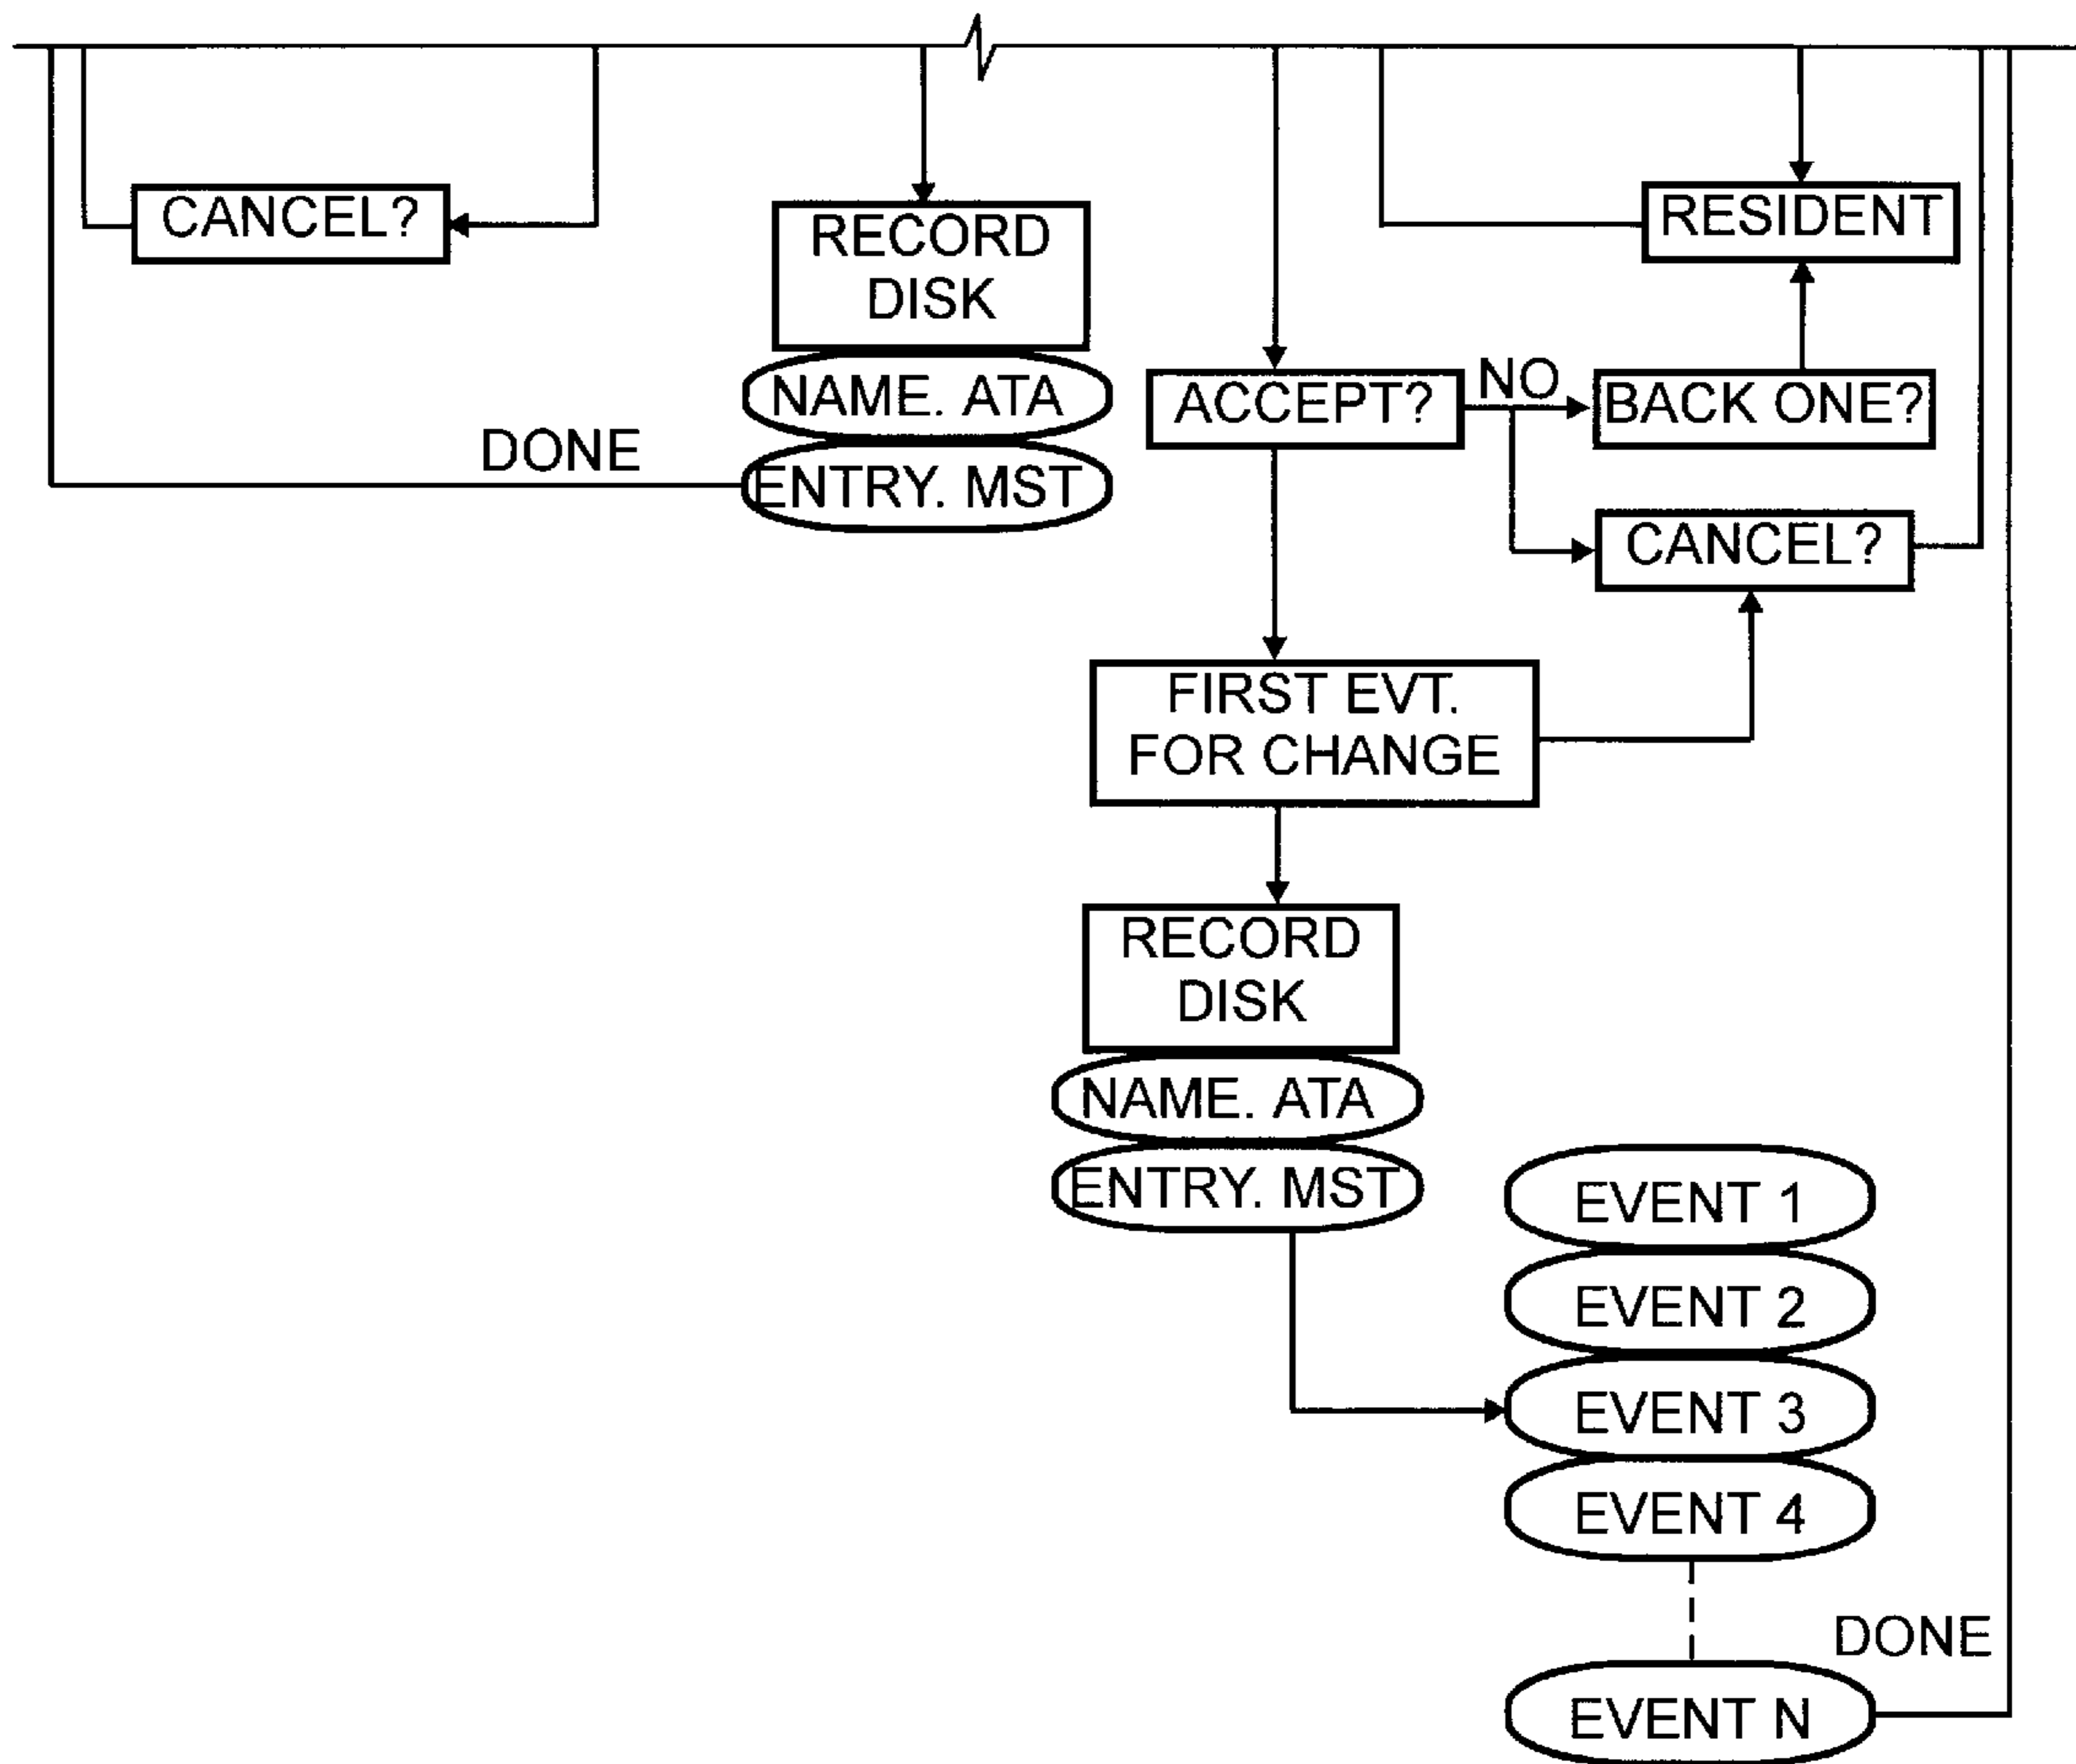 CANCEL?
RECORD
DISK
NAME. ATA
ENTRY. MST
DONE
RESIDENT
ACCEPT?
NO
BACK ONE?
CANCEL?
FIRST EVT.
FOR CHANGE
RECORD
DISK
NAME. ATA
ENTRY. MST
EVENT 1
EVENT 2
EVENT 3
EVENT 4
DONE
EVENT N